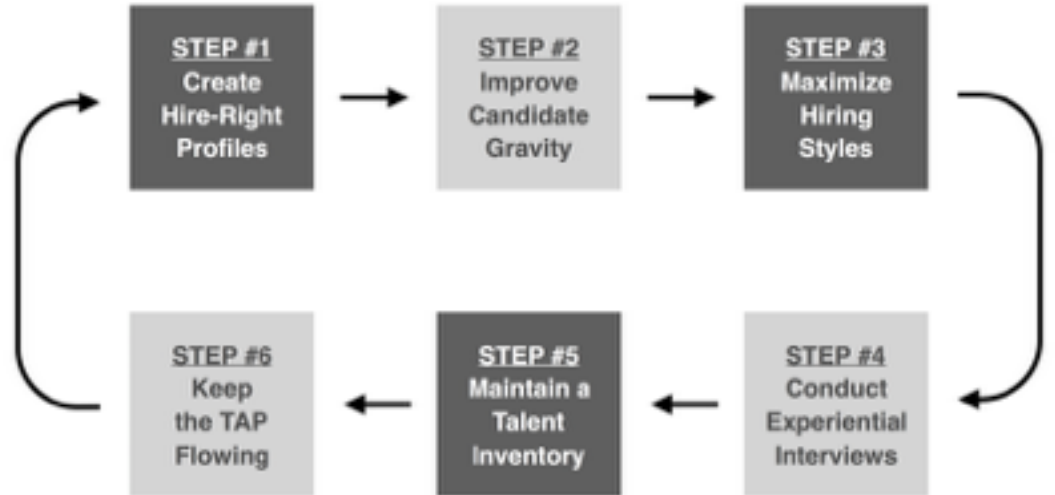 STEP #1
Create
Hire-Right
Profiles
STEP #2
Improve
Candidate
Gravity
STEP #3
Maximize
Hiring
Styles
STEP #4
Conduct
Experiential
Interviews
STEP #5
Maintain a
Talent
Inventory
STEP #6
Keep
the TAP
Flowing